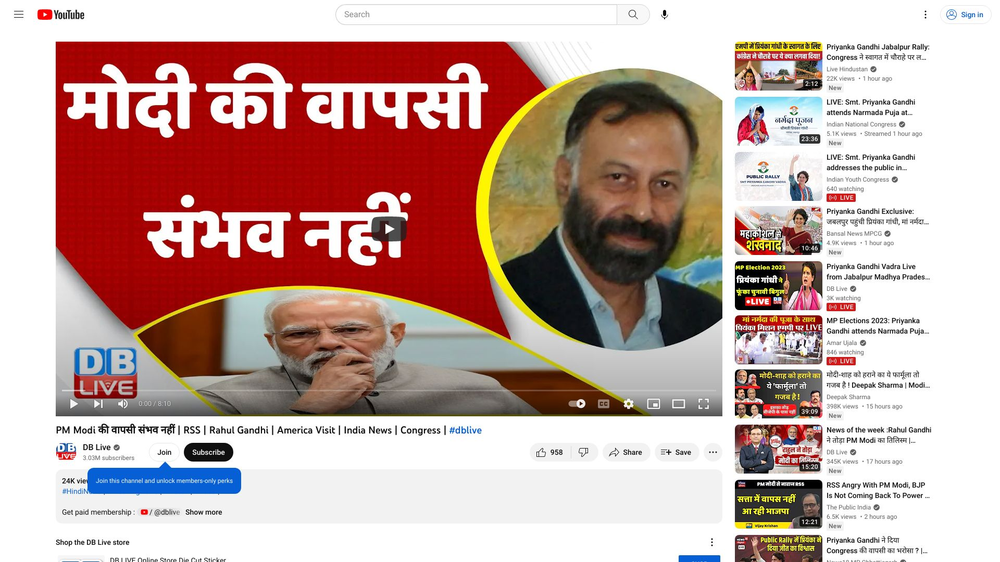 YouTube
Search
Sign in
मोदी की वापसी
संभव नहीं
DB
LIVE
0:00 / 8:10
CC
PM Modi की वापसी संभव नहीं | RSS | Rahul Gandhi | America Visit | India News | Congress | #dblive
DB LIVE
DB Live
3.03M subscribers
Join
Subscribe
958
Share
Save
24K
Join this channel and unlock members-only perks
Get paid membership : / @dblive Show more
Shop the DB Live store
DB LIVE Online Store Die Cut Sticker
एमपी में प्रियंका गांधी के स्वागत के लिए
कांग्रेस ने चौराहे पर ये क्या लगवा दिया!
2:12
Priyanka Gandhi Jabalpur Rally:
Congress ने स्वागत में चौराहे पर ल…
Live Hindustan
22K views • 1 hour ago
New
नर्मदा पूजन
श्रीमती प्रियंका गांधी
23:36
LIVE: Smt. Priyanka Gandhi
attends Narmada Puja at…
Indian National Congress
5.1K views • Streamed 1 hour ago
New
PUBLIC RALLY
SMT PRIYANKA GANDHI VADRA
LIVE: Smt. Priyanka Gandhi
addresses the public in…
Indian Youth Congress
640 watching
LIVE
महाकौशल से
शंखनाद
10:46
Priyanka Gandhi Exclusive:
जबलपुर पहुंची प्रियंका गांधी, मां नर्मदा…
Bansal News MPCG
4.9K views • 1 hour ago
New
MP Election 2023
प्रियंका गांधी ने
फूंका चुनावी बिगुल
LIVE DB LIVE
Priyanka Gandhi Vadra Live
from Jabalpur Madhya Prades…
DB Live
3K watching
LIVE
मां नर्मदा की पूजा के साथ
प्रियंका मिशन एमपी पर LIVE
अ
MP Elections 2023: Priyanka
Gandhi attends Narmada Puja…
Amar Ujala
846 watching
LIVE
मोदी-शाह को हराने का
ये 'फार्मूला' तो
गजब है !
इसका तोड़
बीजेपी के पास नहीं
39:09
मोदी-शाह को हराने का ये फार्मूला तो
गजब है ! Deepak Sharma | Modi…
Deepak Sharma
398K views • 15 hours ago
New
DB LIVE
राहुल ने तोड़ा
मोदी का तिलिस्म
15:20
News of the week :Rahul Gandhi
ने तोड़ा PM Modi का तिलिस्म |…
DB Live
345K views • 17 hours ago
New
PM मोदी से नाराज RSS
सत्ता में वापस नहीं
आ रही भाजपा
Vijay Krishan
12:21
RSS Angry With PM Modi, BJP
Is Not Coming Back To Power …
The Public India
6.5K views • 2 hours ago
New
Public Rally में प्रियंका ने
दिया जीत का विश्वास
LIVE
Priyanka Gandhi ने दिया
Congress की वापसी का भरोसा ? |…